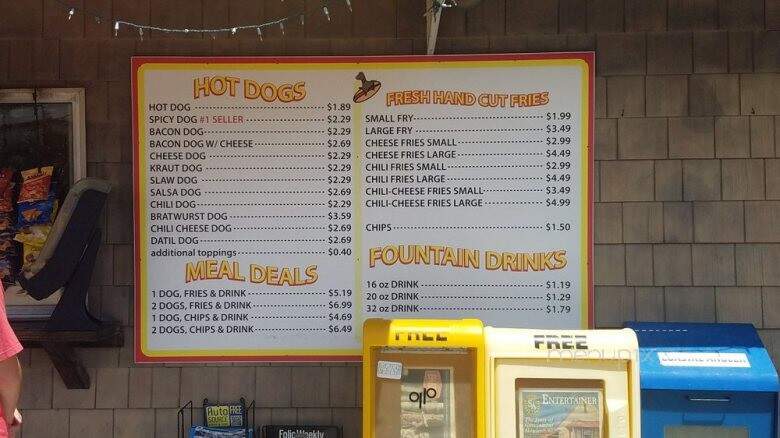 HOT DOGS
HOT DOG $1.89
SPICY DOG #1 SELLER $2.29
BACON DOG $2.29
BACON DOG W/ CHEESE $2.69
CHEESE DOG $2.29
KRAUT DOG $2.29
SLAW DOG $2.29
SALSA DOG $2.69
CHILI DOG $2.29
BRATWURST DOG $3.59
CHILI CHEESE DOG $2.69
DATIL DOG $2.69
additional toppings $0.40
MEAL DEALS
1 DOG, FRIES & DRINK $5.19
2 DOGS, FRIES & DRINK $6.99
1 DOG, CHIPS & DRINK $4.69
2 DOGS, CHIPS & DRINK $6.49
FRESH HAND CUT FRIES
SMALL FRY $1.99
LARGE FRY $3.49
CHEESE FRIES SMALL $2.99
CHEESE FRIES LARGE $4.49
CHILI FRIES SMALL $2.99
CHILI FRIES LARGE $4.49
CHILI-CHEESE FRIES SMALL $3.49
CHILI-CHEESE FRIES LARGE $4.99
CHIPS $1.50
FOUNTAIN DRINKS
16 oz DRINK $1.19
20 oz DRINK $1.29
32 oz DRINK $1.79
FREE
FREE
ENTERTAINER
Auto FREE
SOURCE
Folio Weekly